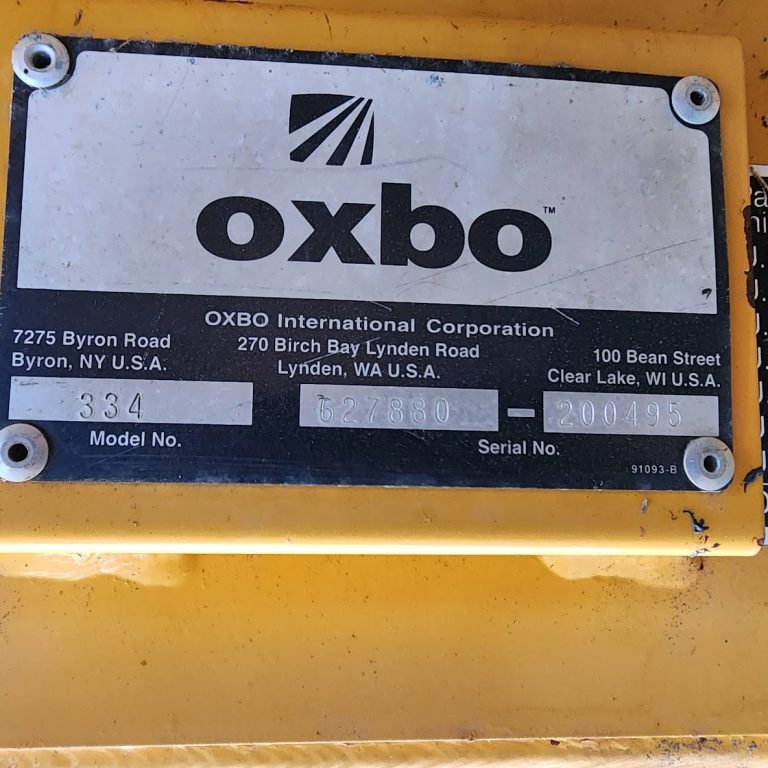 oxbo™
OXBO International Corporation
7275 Byron Road
Byron, NY U.S.A.
270 Birch Bay Lynden Road
Lynden, WA U.S.A.
100 Bean Street
Clear Lake, WI U.S.A.
334
627880 - 200495
Model No.
Serial No.
91093-B